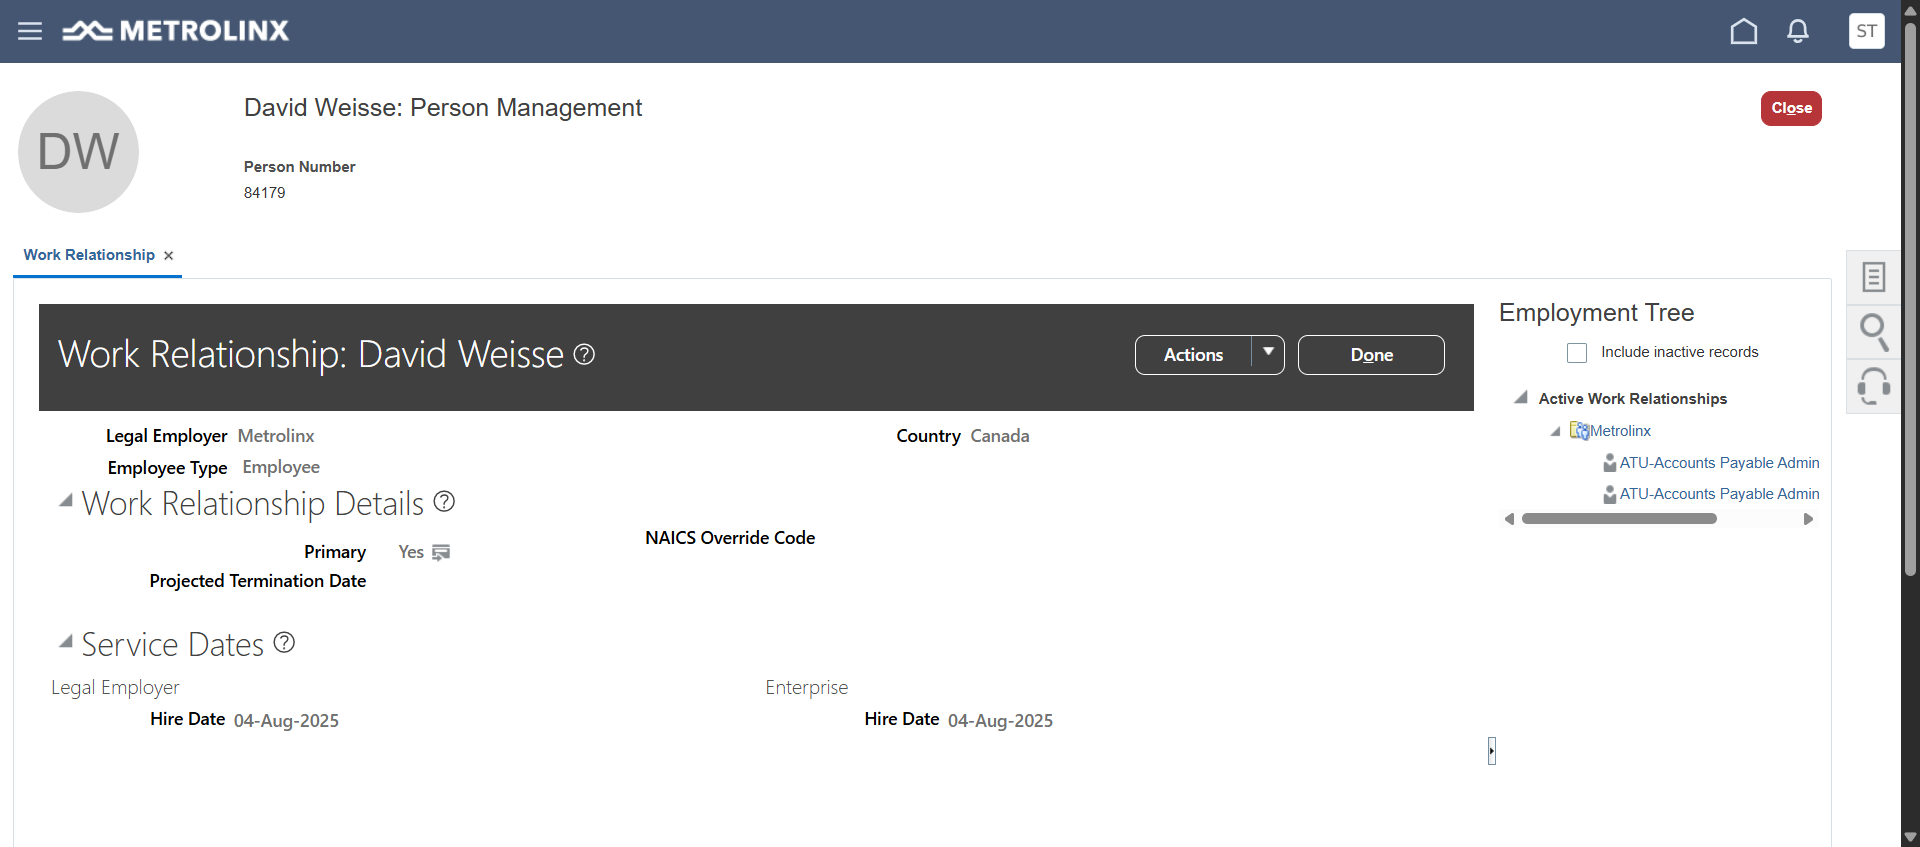 METROLINX
ST
DW
David Weisse: Person Management
Close
Person Number
84179
Work Relationship ×
Work Relationship: David Weisse ?
Actions
Done
Legal Employer Metrolinx
Country Canada
Employee Type Employee
Work Relationship Details ?
Primary Yes
NAICS Override Code
Projected Termination Date
Service Dates ?
Legal Employer
Enterprise
Hire Date 04-Aug-2025
Hire Date 04-Aug-2025
Employment Tree
Include inactive records
Active Work Relationships
Metrolinx
ATU-Accounts Payable Admin
ATU-Accounts Payable Admin